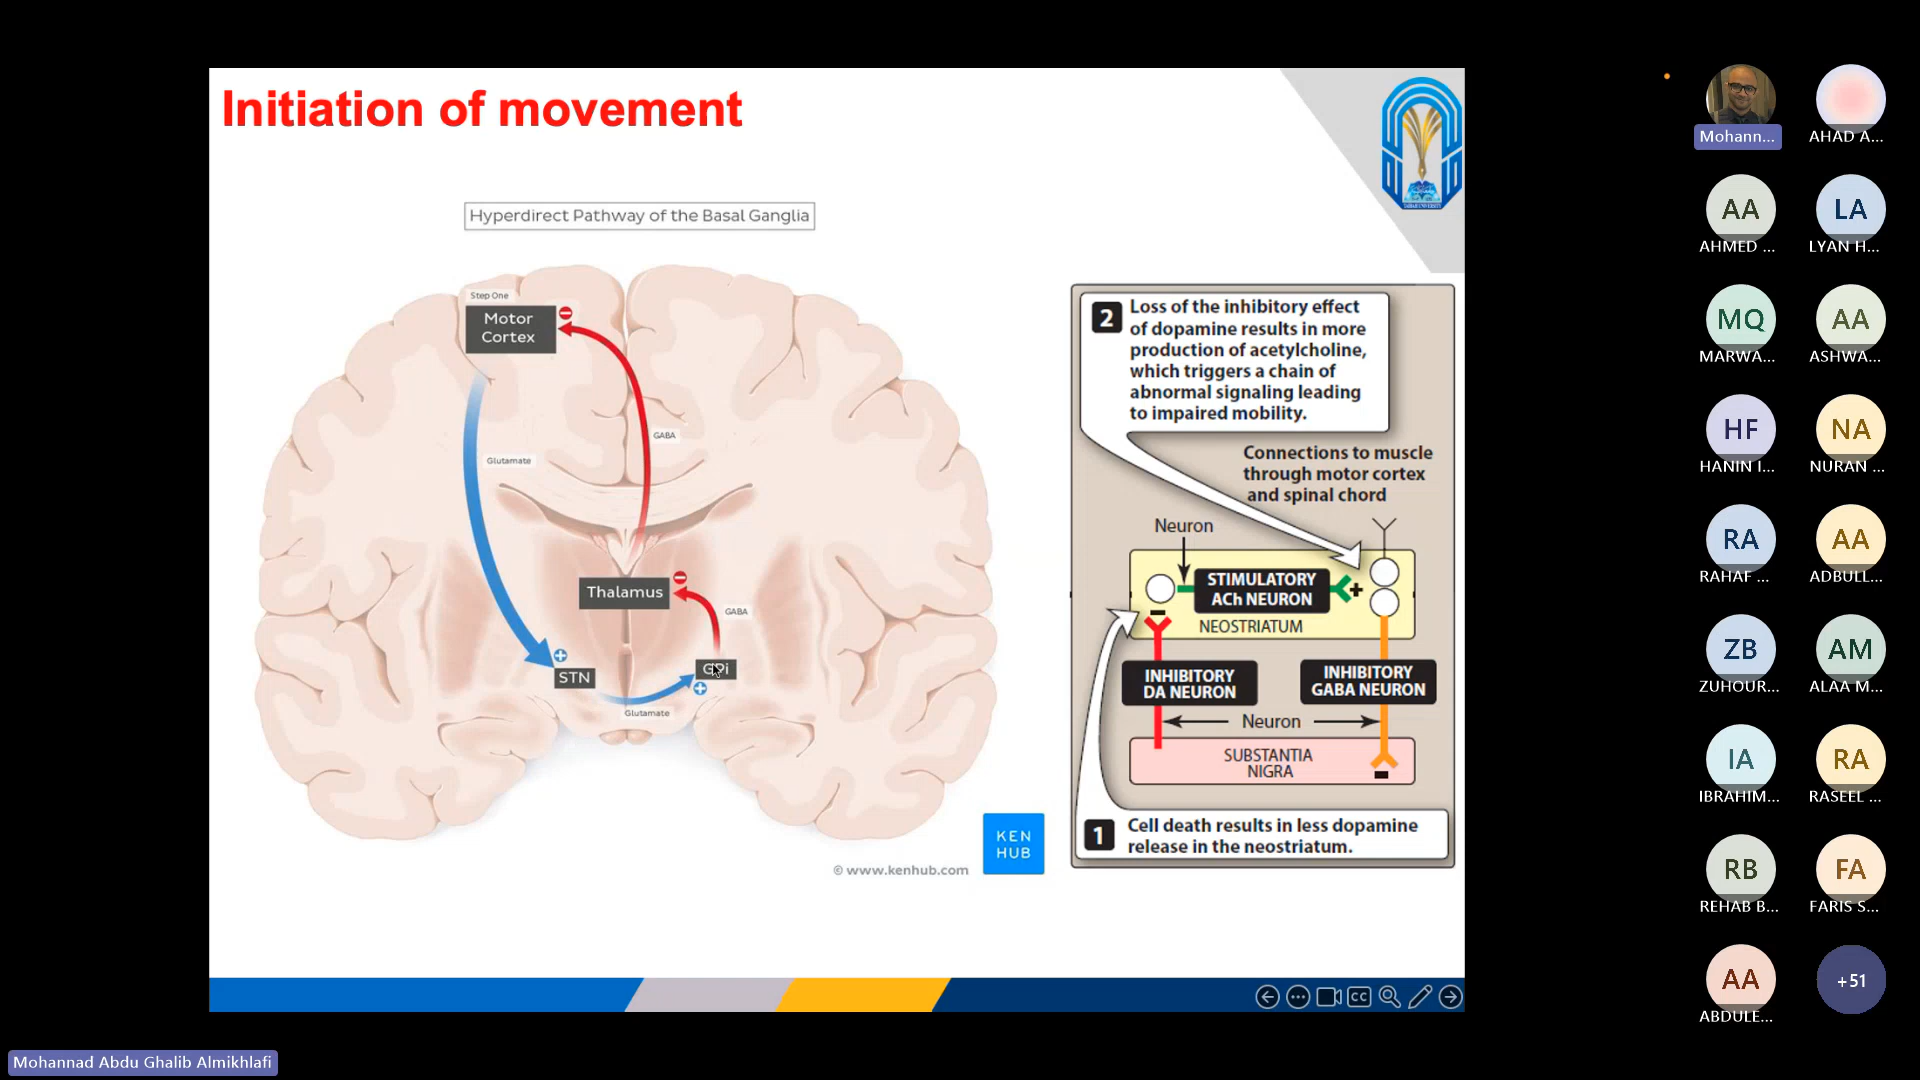 Initiation of movement
TAIBAH UNIVERSITY
Hyperdirect Pathway of the Basal Ganglia
Step One
Motor
Cortex
GABA
Glutamate
Thalamus
GABA
STN
GPi
Glutamate
KEN
HUB
© www.kenhub.com
2
Loss of the inhibitory effect
of dopamine results in more
production of acetylcholine,
which triggers a chain of
abnormal signaling leading
to impaired mobility.
Connections to muscle
through motor cortex
and spinal chord
Neuron
STIMULATORY
ACh NEURON
NEOSTRIATUM
INHIBITORY
DA NEURON
INHIBITORY
GABA NEURON
Neuron
SUBSTANTIA
NIGRA
1
Cell death results in less dopamine
release in the neostriatum.
CC
Mohann...
AHAD A...
AA
AHMED ...
LA
LYAN H...
MQ
MARWA...
AA
ASHWA...
HF
HANIN I...
NA
NURAN ...
RA
RAHAF ...
AA
ADBULL...
ZB
ZUHOUR...
AM
ALAA M...
IA
IBRAHIM...
RA
RASEEL ...
RB
REHAB B...
FA
FARIS S...
AA
ABDULE...
+51
Mohannad Abdu Ghalib Almikhlafi